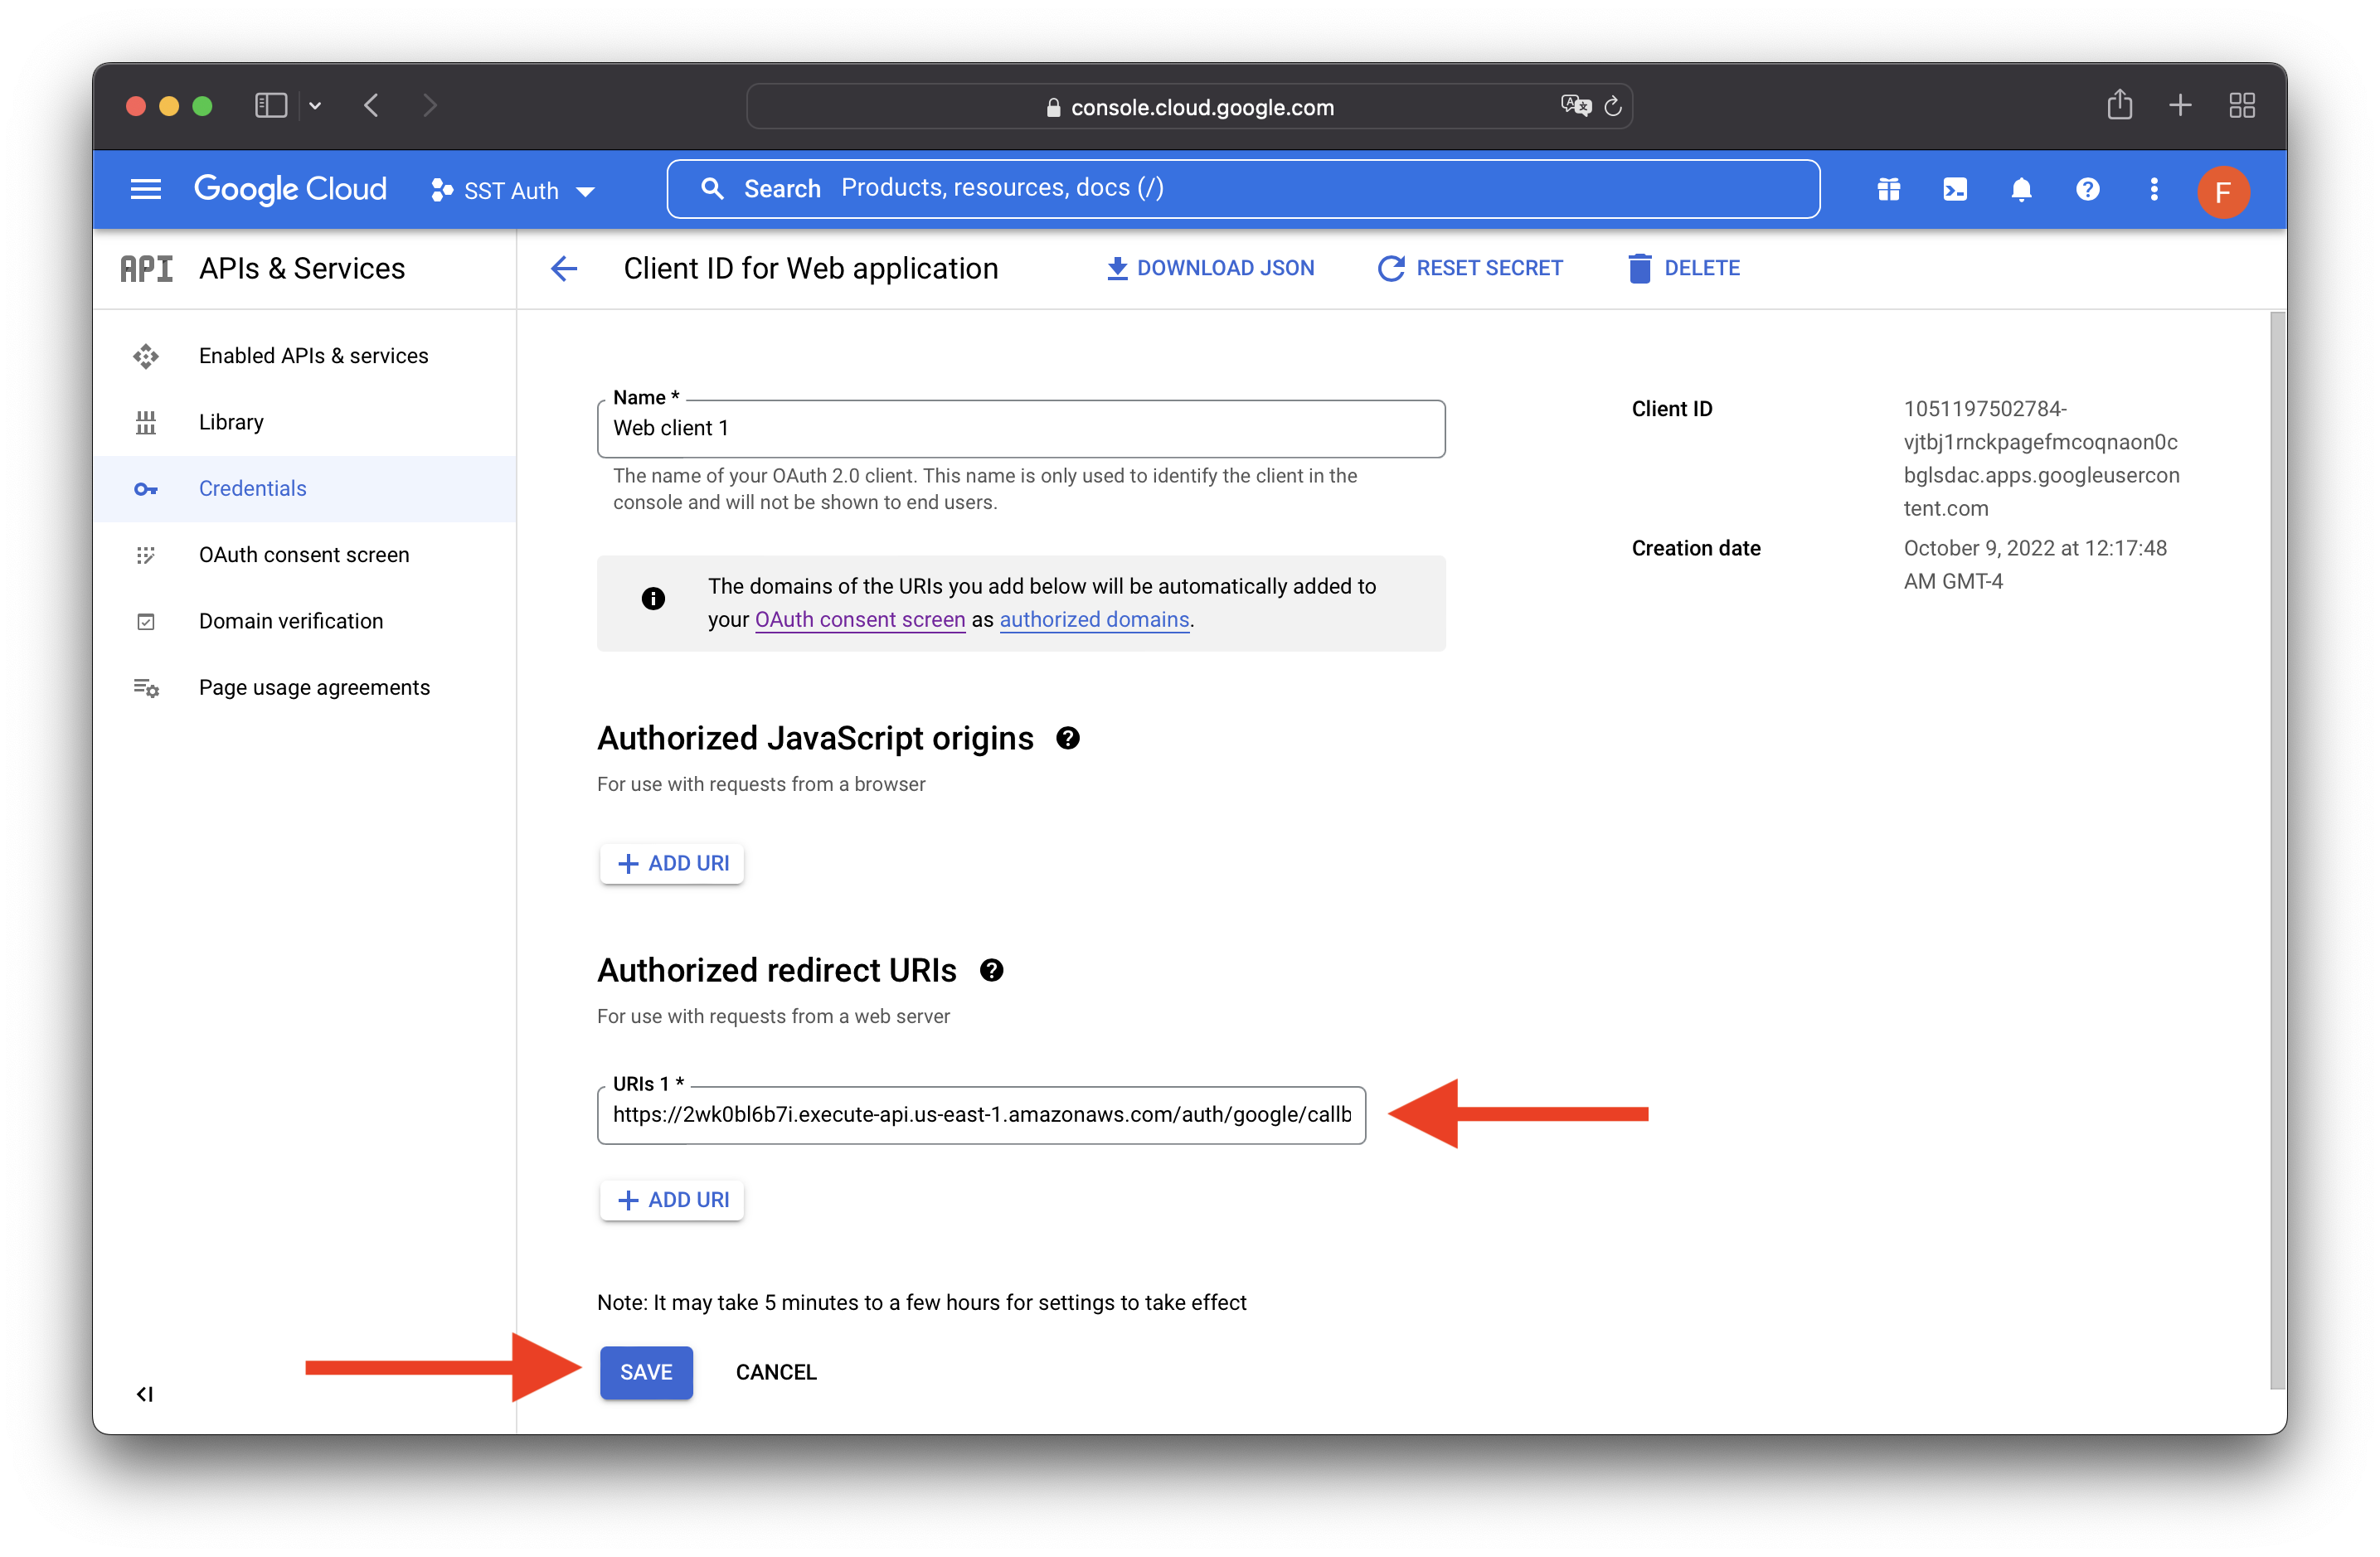 console.cloud.google.com
Google Cloud
SST Auth
Search Products, resources, docs (/)
F
API APIs & Services
Client ID for Web application
DOWNLOAD JSON
RESET SECRET
DELETE
Enabled APIs & services
Library
Credentials
OAuth consent screen
Domain verification
Page usage agreements
Name *
Web client 1
The name of your OAuth 2.0 client. This name is only used to identify the client in the
console and will not be shown to end users.
The domains of the URIs you add below will be automatically added to
your OAuth consent screen as authorized domains.
Authorized JavaScript origins
For use with requests from a browser
+ ADD URI
Authorized redirect URIs
For use with requests from a web server
URIs 1 *
https://2wk0bl6b7i.execute-api.us-east-1.amazonaws.com/auth/google/callb
+ ADD URI
Note: It may take 5 minutes to a few hours for settings to take effect
SAVE
CANCEL
Client ID
1051197502784-
vjtbj1rnckpagefmcoqnaon0c
bglsdac.apps.googleusercon
tent.com
Creation date
October 9, 2022 at 12:17:48
AM GMT-4